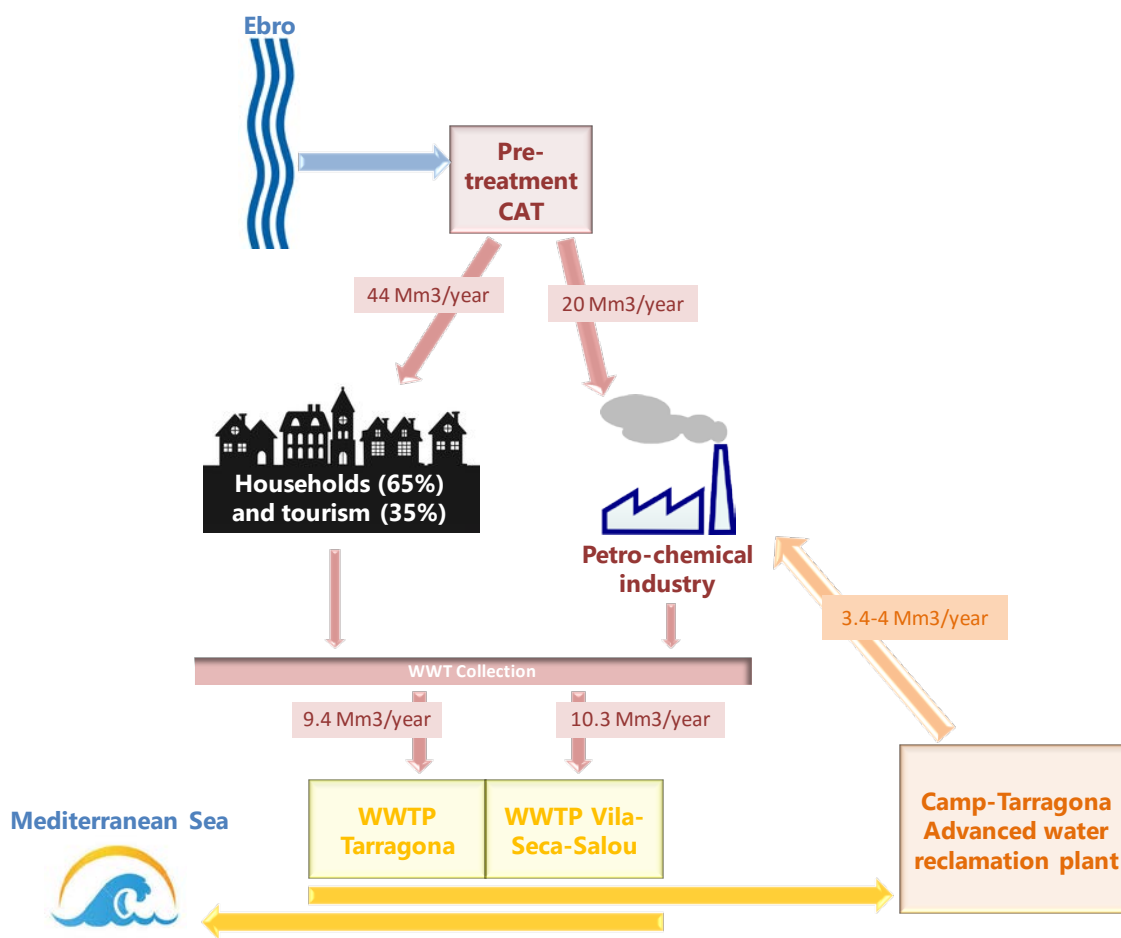 Ebro
Pre-
treatment
CAT
44 Mm3/year
20 Mm3/year
Households (65%)
and tourism (35%)
Petro-chemical
industry
3.4-4 Mm3/year
WWT Collection
9.4 Mm3/year
10.3 Mm3/year
Mediterranean Sea
WWTP
Tarragona
WWTP Vila-
Seca-Salou
Camp-Tarragona
Advanced water
reclamation plant